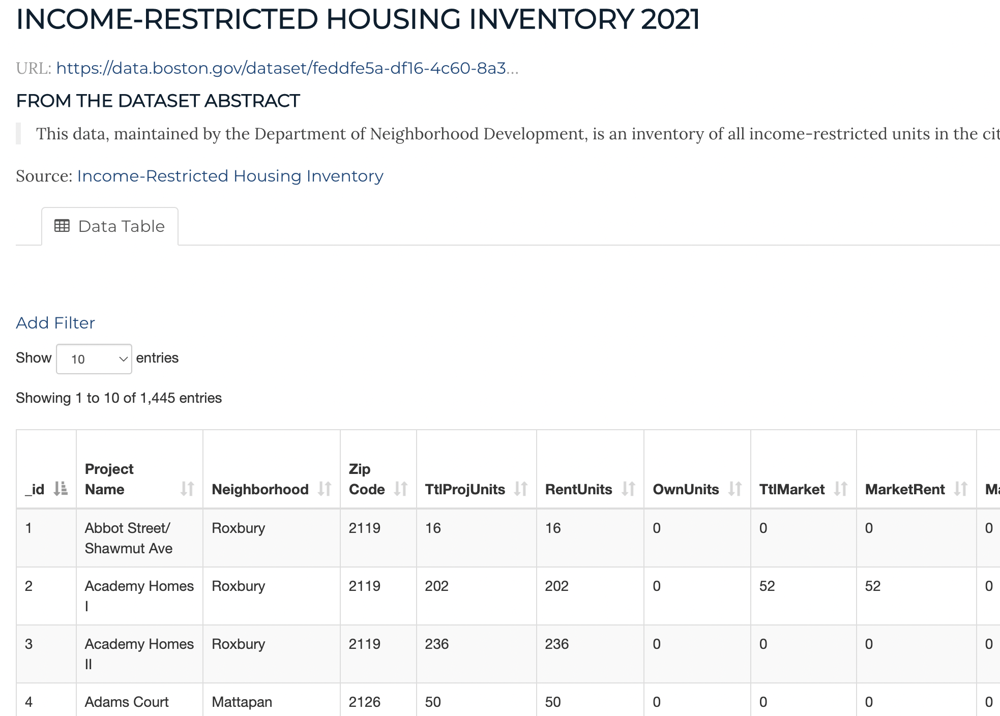 INCOME-RESTRICTED HOUSING INVENTORY 2021
URL: https://data.boston.gov/dataset/feddfe5a-df16-4c60-8a3...
FROM THE DATASET ABSTRACT
This data, maintained by the Department of Neighborhood Development, is an inventory of all income-restricted units in the cit
Source: Income-Restricted Housing Inventory
Data Table
Add Filter
Show 10 entries
Showing 1 to 10 of 1,445 entries
_id Project Name Neighborhood Zip Code TtlProjUnits RentUnits OwnUnits TtlMarket MarketRent Ma
1 Abbot Street/ Shawmut Ave Roxbury 2119 16 16 0 0 0 0
2 Academy Homes I Roxbury 2119 202 202 0 52 52 0
3 Academy Homes II Roxbury 2119 236 236 0 0 0 0
4 Adams Court Mattapan 2126 50 50 0 0 0 0